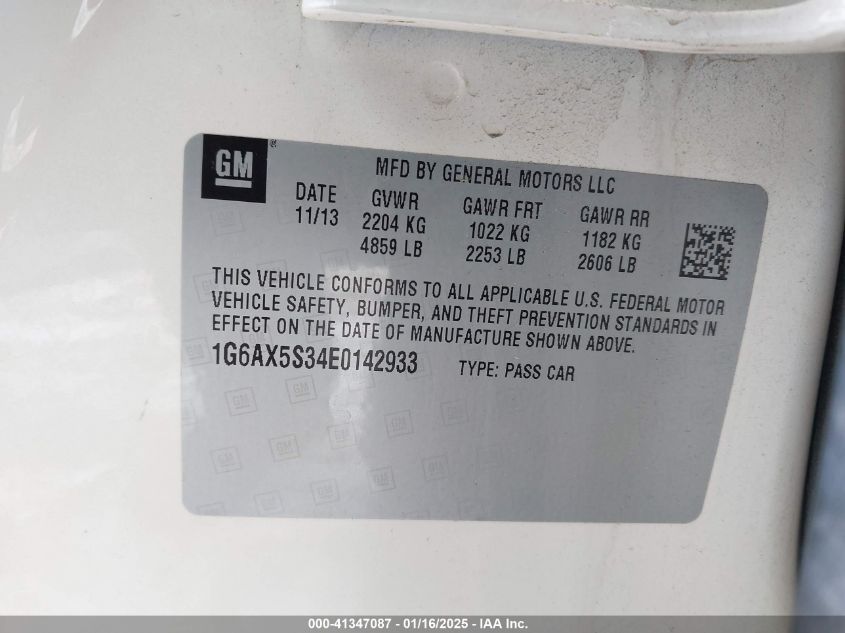 GM
®
MFD BY GENERAL MOTORS LLC
DATE GVWR GAWR FRT GAWR RR
11/13 2204 KG 1022 KG 1182 KG
4859 LB 2253 LB 2606 LB
THIS VEHICLE CONFORMS TO ALL APPLICABLE U.S. FEDERAL MOTOR
VEHICLE SAFETY, BUMPER, AND THEFT PREVENTION STANDARDS IN
EFFECT ON THE DATE OF MANUFACTURE SHOWN ABOVE.
1G6AX5S34E0142933 TYPE: PASS CAR
000-41347087 - 01/16/2025 - IAA Inc.